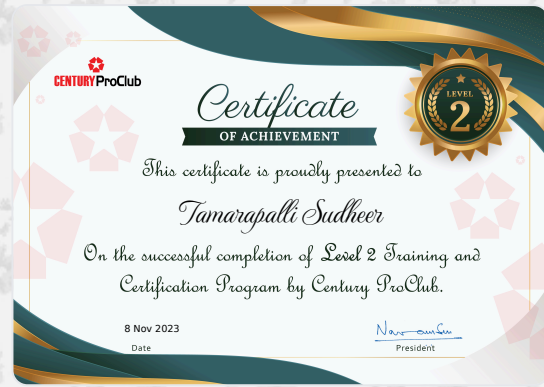 CENTURY ProClub
Certificate
OF ACHIEVEMENT
LEVEL
2
This certificate is proudly presented to
Tamarapalli Sudheer
On the successful completion of Level 2 Training and
Certification Program by Century ProClub.
8 Nov 2023
Date
President